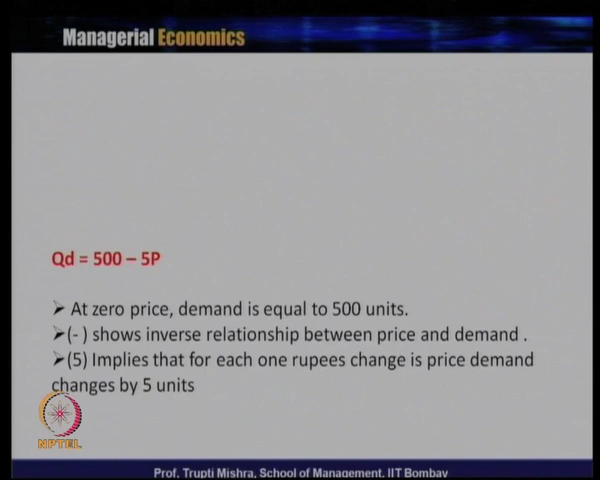 Managerial Economics
Qd = 500 – 5P
➢ At zero price, demand is equal to 500 units.
➢(- ) shows inverse relationship between price and demand .
➢(5) Implies that for each one rupees change is price demand
changes by 5 units
NPTEL
Prof. Trupti Mishra, School of Management, IIT Bombay